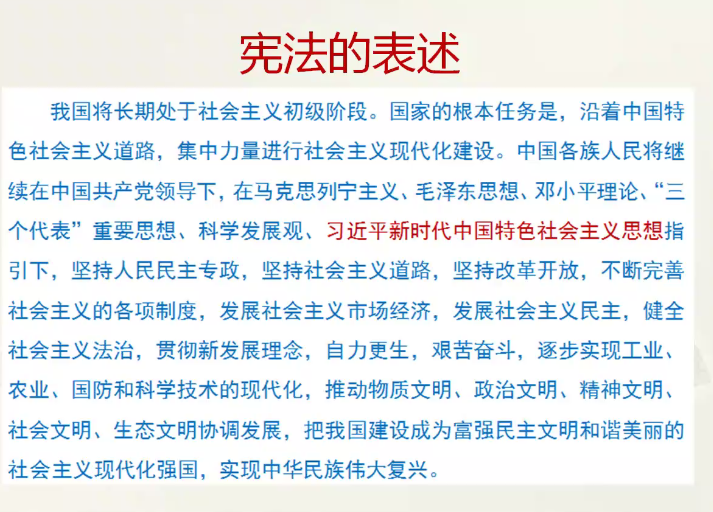 宪法的表述
我国将长期处于社会主义初级阶段。国家的根本任务是，沿着中国特
色社会主义道路，集中力量进行社会主义现代化建设。中国各族人民将继
续在中国共产党领导下，在马克思列宁主义、毛泽东思想、邓小平理论、“三
个代表”重要思想、科学发展观、习近平新时代中国特色社会主义思想指
引下，坚持人民民主专政，坚持社会主义道路，坚持改革开放，不断完善
社会主义的各项制度，发展社会主义市场经济，发展社会主义民主，健全
社会主义法治，贯彻新发展理念，自力更生，艰苦奋斗，逐步实现工业、
农业、国防和科学技术的现代化，推动物质文明、政治文明、精神文明、
社会文明、生态文明协调发展，把我国建设成为富强民主文明和谐美丽的
社会主义现代化强国，实现中华民族伟大复兴。